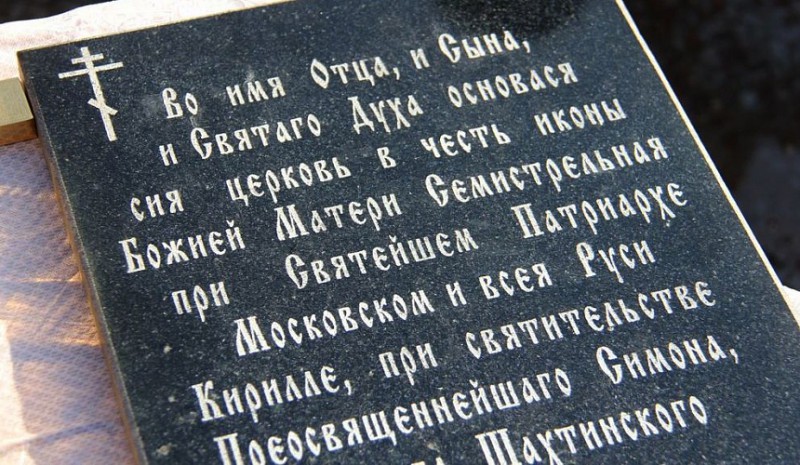 Во имя Отца, и Сына,
и Святаго Духа основася
сия церковь в честь иконы
Божией Матери Семистрельная
при Святейшем Патриархе
Московском и всея Руси
Кирилле, при святительстве
Преосвященнейшаго Симона,
Шахтинского